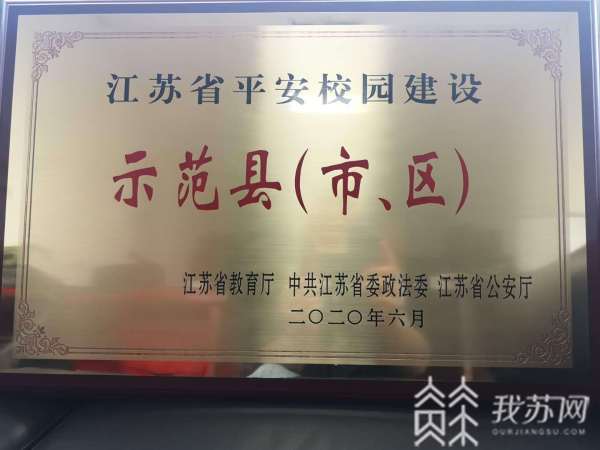 江苏省平安校园建设
示范县(市、区)
江苏省教育厅 中共江苏省委政法委 江苏省公安厅
二〇二〇年六月
我苏网
OURJIANGSU.COM